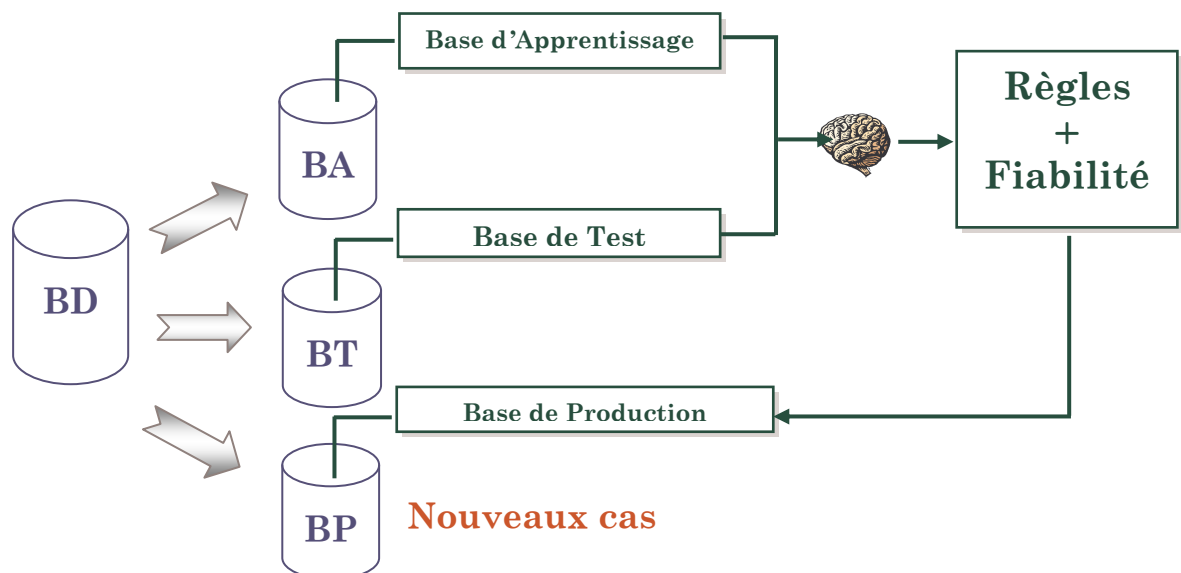 Base d'Apprentissage
BA
Règles
+
Fiabilité
Base de Test
BD
BT
Base de Production
BP
Nouveaux cas